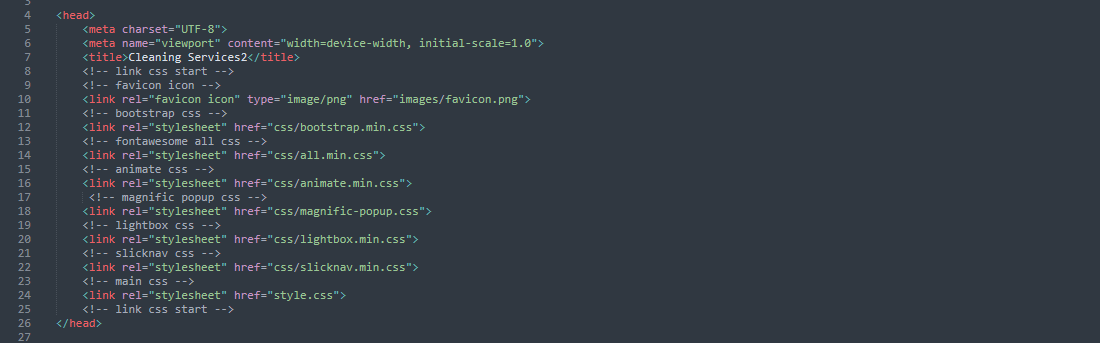 3
4 <head>
5 <meta charset="UTF-8">
6 <meta name="viewport" content="width=device-width, initial-scale=1.0">
7 <title>Cleaning Services2</title>
8 <!-- link css start -->
9 <!-- favicon icon -->
10 <link rel="favicon icon" type="image/png" href="images/favicon.png">
11 <!-- bootstrap css -->
12 <link rel="stylesheet" href="css/bootstrap.min.css">
13 <!-- fontawesome all css -->
14 <link rel="stylesheet" href="css/all.min.css">
15 <!-- animate css -->
16 <link rel="stylesheet" href="css/animate.min.css">
17 <!-- magnific popup css -->
18 <link rel="stylesheet" href="css/magnific-popup.css">
19 <!-- lightbox css -->
20 <link rel="stylesheet" href="css/lightbox.min.css">
21 <!-- slicknav css -->
22 <link rel="stylesheet" href="css/slicknav.min.css">
23 <!-- main css -->
24 <link rel="stylesheet" href="style.css">
25 <!-- link css start -->
26 </head>
27